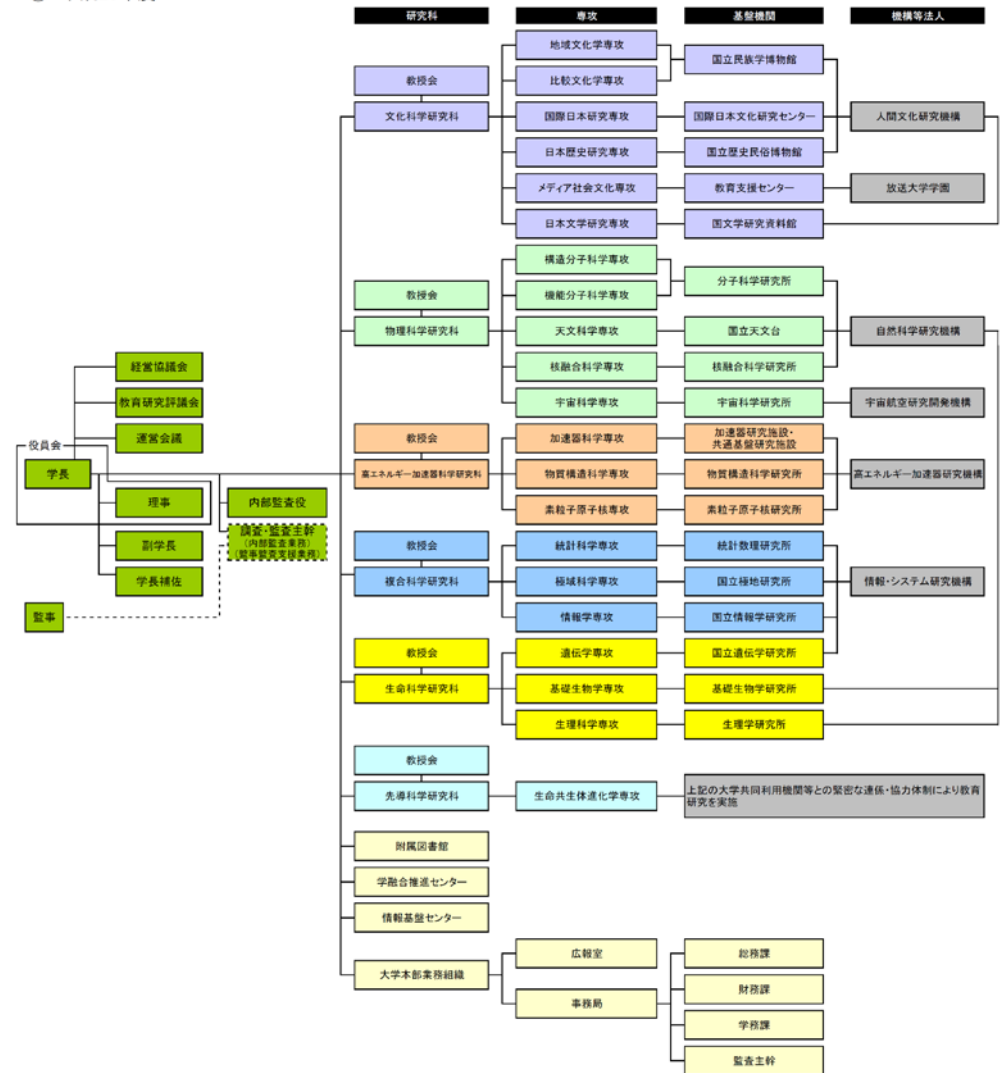 研究科
専攻
基盤機関
機構等法人
教授会
文化科学研究科
地域文化学専攻
比較文化学専攻
国際日本研究専攻
日本歴史研究専攻
メディア社会文化専攻
日本文学研究専攻
国立民族学博物館
国際日本文化研究センター
国立歴史民俗博物館
教育支援センター
国文学研究資料館
人間文化研究機構
放送大学学園
教授会
物理科学研究科
構造分子科学専攻
機能分子科学専攻
天文科学専攻
核融合科学専攻
宇宙科学専攻
分子科学研究所
国立天文台
核融合科学研究所
宇宙科学研究所
自然科学研究機構
宇宙航空研究開発機構
経営協議会
教育研究評議会
運営会議
役員会
学長
理事
副学長
学長補佐
監事
内部監査役
調査・監査主幹
(内部監査業務)
(監事監査支援業務)
教授会
高エネルギー加速器科学研究科
加速器科学専攻
物質構造科学専攻
素粒子原子核専攻
加速器研究施設・
共通基盤研究施設
物質構造科学研究所
素粒子原子核研究所
高エネルギー加速器研究機構
教授会
複合科学研究科
統計科学専攻
極域科学専攻
情報学専攻
統計数理研究所
国立極地研究所
国立情報学研究所
情報・システム研究機構
教授会
生命科学研究科
遺伝学専攻
基礎生物学専攻
生理科学専攻
国立遺伝学研究所
基礎生物学研究所
生理学研究所
教授会
先導科学研究科
生命共生体進化学専攻
上記の大学共同利用機関等との緊密な連係・協力体制により教育
研究を実施
附属図書館
学融合推進センター
情報基盤センター
大学本部業務組織
広報室
事務局
総務課
財務課
学務課
監査主幹